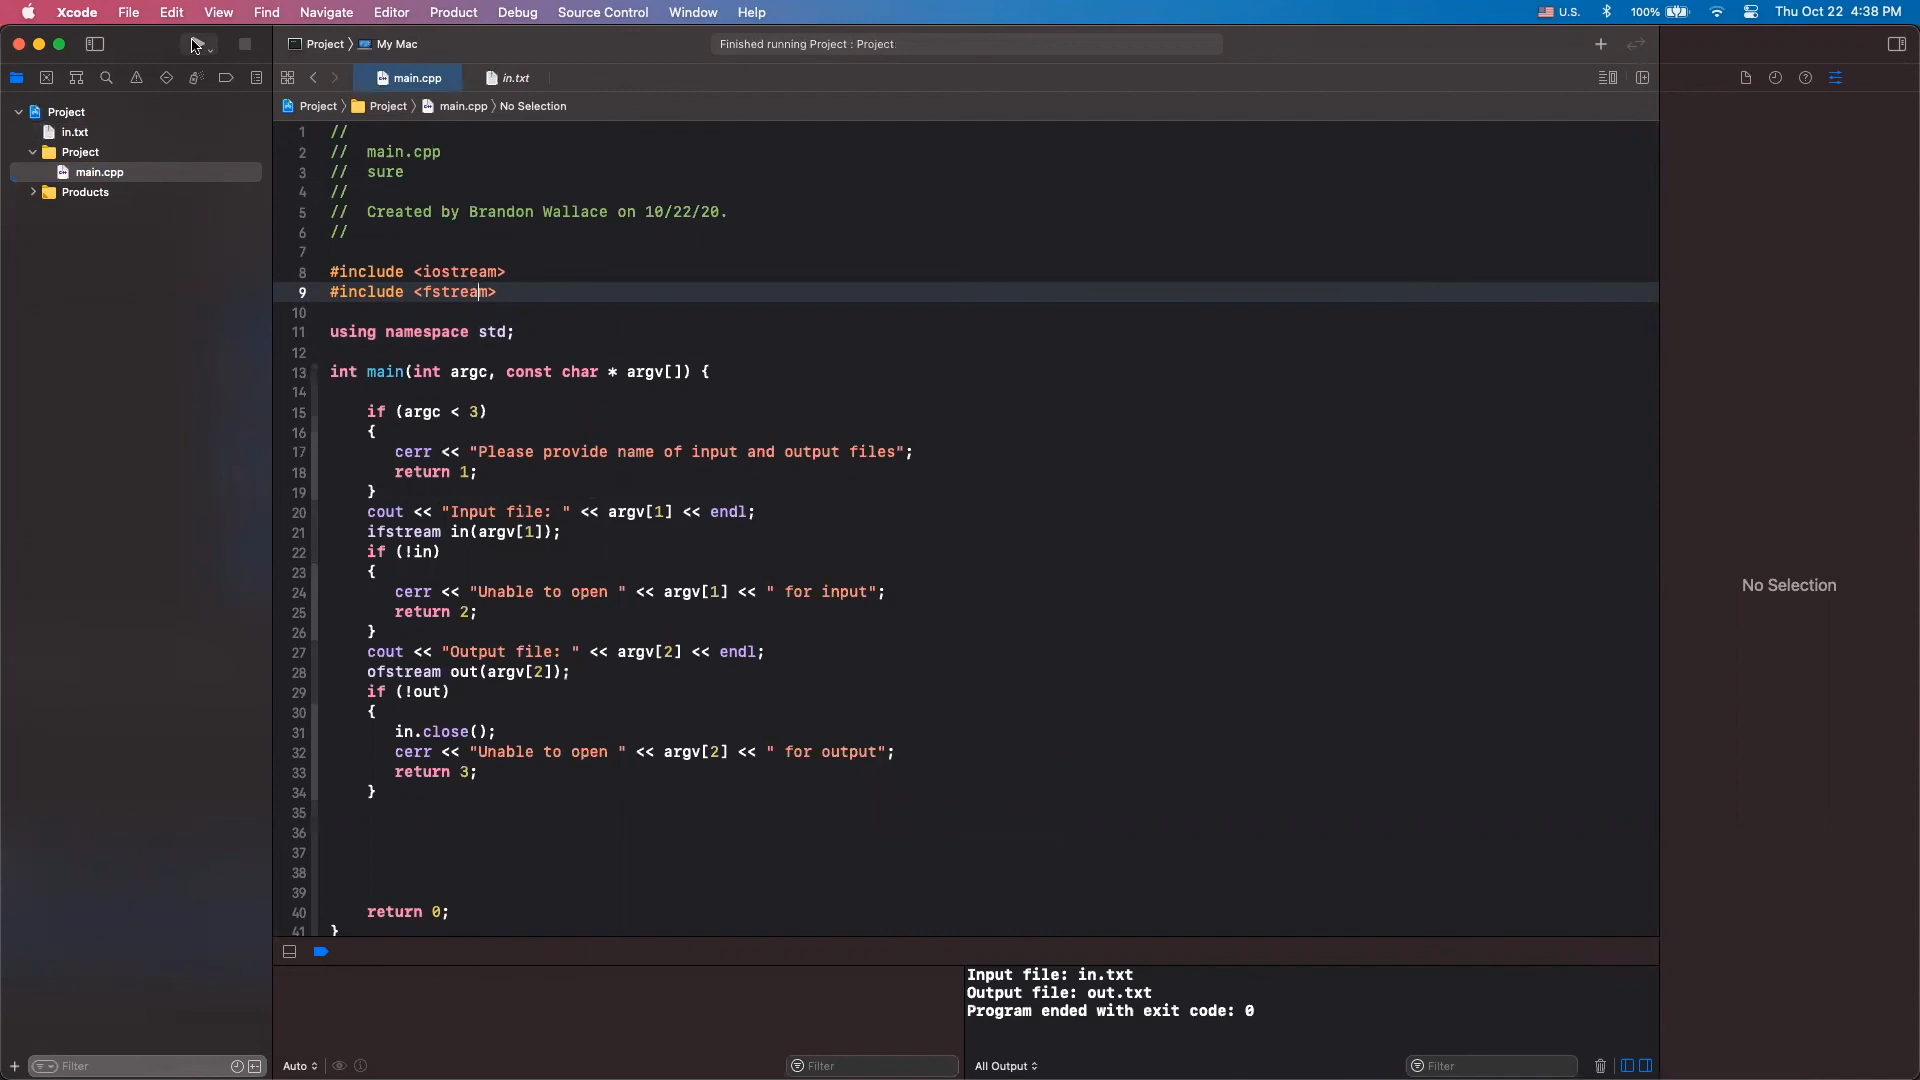 Xcode File Edit View Find Navigate Editor Product Debug Source Control Window Help U.S. 100% Thu Oct 22 4:38 PM
Project My Mac Finished running Project : Project
main.cpp in.txt
Project Project main.cpp No Selection
Project
in.txt
Project
main.cpp
Products
1 //
2 // main.cpp
3 // sure
4 //
5 // Created by Brandon Wallace on 10/22/20.
6 //
7
8 #include <iostream>
9 #include <fstream>
10
11 using namespace std;
12
13 int main(int argc, const char * argv[]) {
14
15 if (argc < 3)
16 {
17 cerr << "Please provide name of input and output files";
18 return 1;
19 }
20 cout << "Input file: " << argv[1] << endl;
21 ifstream in(argv[1]);
22 if (!in)
23 {
24 cerr << "Unable to open " << argv[1] << " for input";
25 return 2;
26 }
27 cout << "Output file: " << argv[2] << endl;
28 ofstream out(argv[2]);
29 if (!out)
30 {
31 in.close();
32 cerr << "Unable to open " << argv[2] << " for output";
33 return 3;
34 }
35
36
37
38
39
40 return 0;
41 }
No Selection
Input file: in.txt
Output file: out.txt
Program ended with exit code: 0
Filter Auto Filter All Output Filter